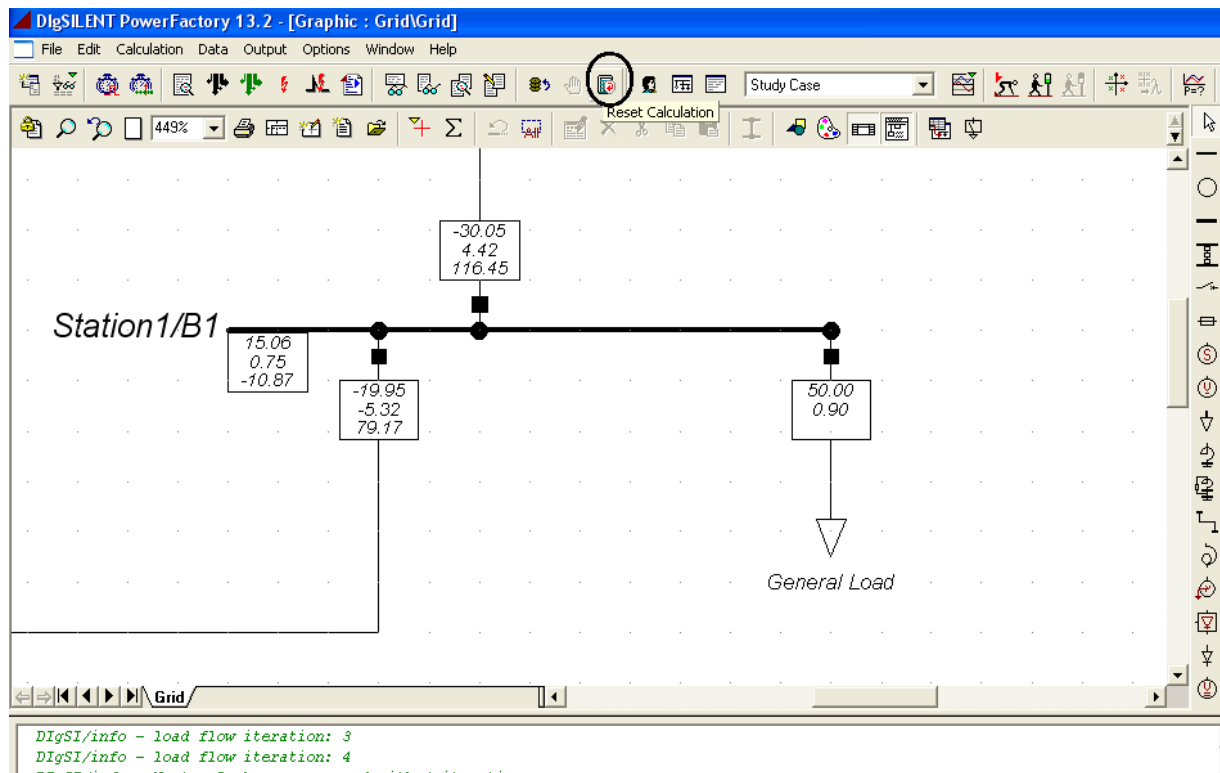 DIgSILENT PowerFactory 13.2 - [Graphic : Grid\Grid]
File Edit Calculation Data Output Options Window Help
Study Case
Reset Calculation
449%
-30.05
4.42
116.45
Station1/B1
15.06
0.75
-10.87
-19.95
-5.32
79.17
50.00
0.90
General Load
Grid
DIgSI/info - load flow iteration: 3
DIgSI/info - load flow iteration: 4